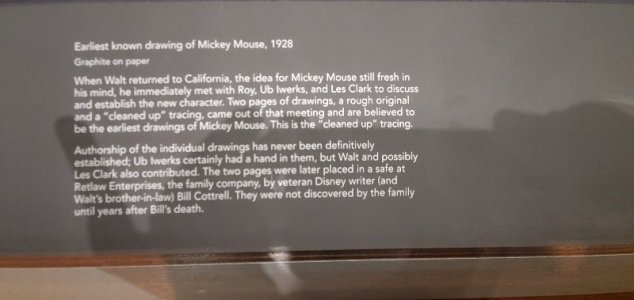 Earliest known drawing of Mickey Mouse, 1928
Graphite on paper
When Walt returned to California, the idea for Mickey Mouse still fresh in
his mind, he immediately met with Roy, Ub Iwerks, and Les Clark to discuss
and establish the new character. Two pages of drawings, a rough original
and a “cleaned up” tracing, came out of that meeting and are believed to
be the earliest drawings of Mickey Mouse. This is the “cleaned up” tracing.
Authorship of the individual drawings has never been definitively
established; Ub Iwerks certainly had a hand in them, but Walt and possibly
Les Clark also contributed. The two pages were later placed in a safe at
Retlaw Enterprises, the family company, by veteran Disney writer (and
Walt’s brother-in-law) Bill Cottrell. They were not discovered by the family
until years after Bill’s death.